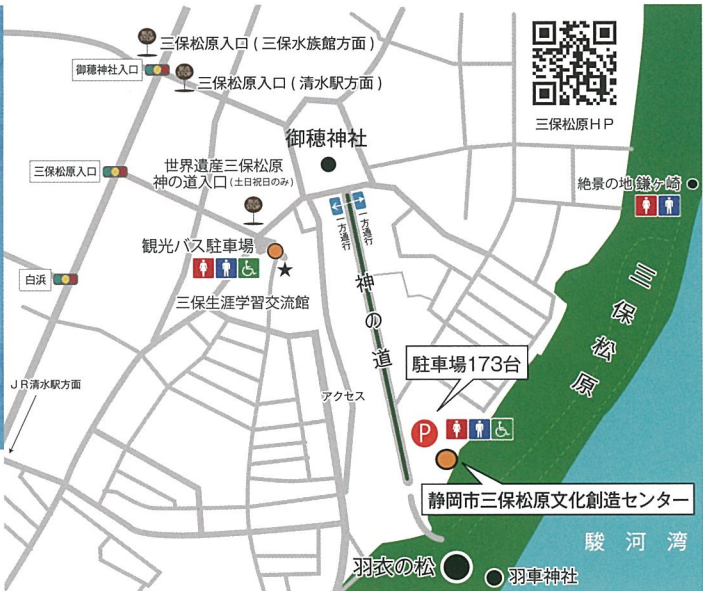 三保松原入口 ( 三保水族館方面 )
御穂神社入口
三保松原入口 ( 清水駅方面 )
三保松原HP
御穂神社
三保松原入口
世界遺産三保松原
神の道入口 (土日祝日のみ)
絶景の地 鎌ヶ崎
一方通行
一方通行
観光バス駐車場
白浜
三保生涯学習交流館
神の道
三保松原
駐車場173台
JR清水駅方面
アクセス
P
静岡市三保松原文化創造センター
駿河湾
羽衣の松
羽車神社